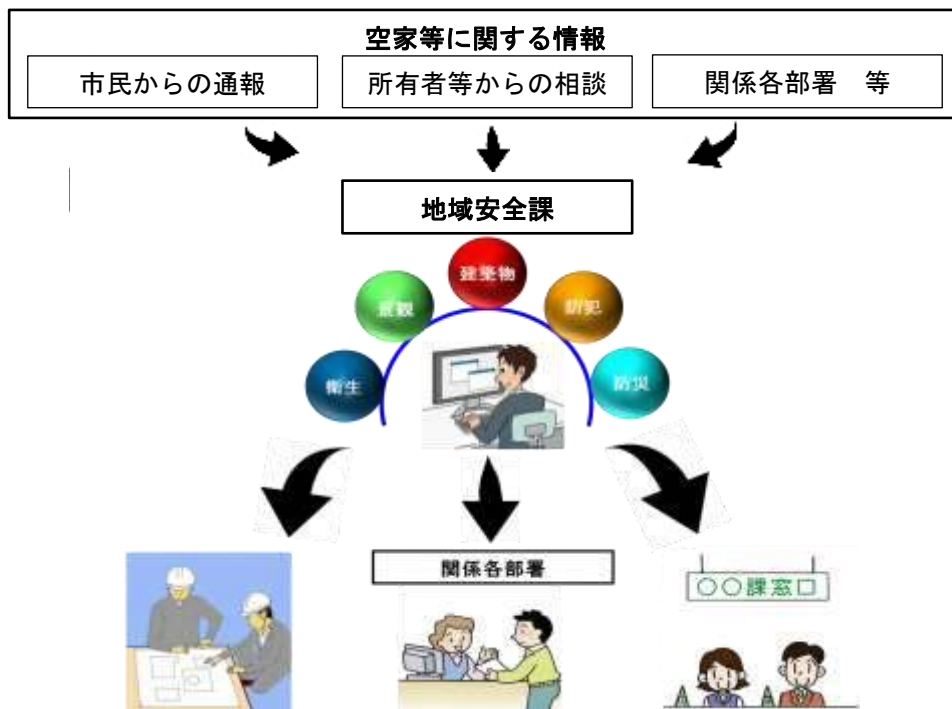 空家等に関する情報
市民からの通報
所有者等からの相談
関係各部署　等
地域安全課
建築物
景観
防犯
衛生
防災
関係各部署
〇〇課窓口